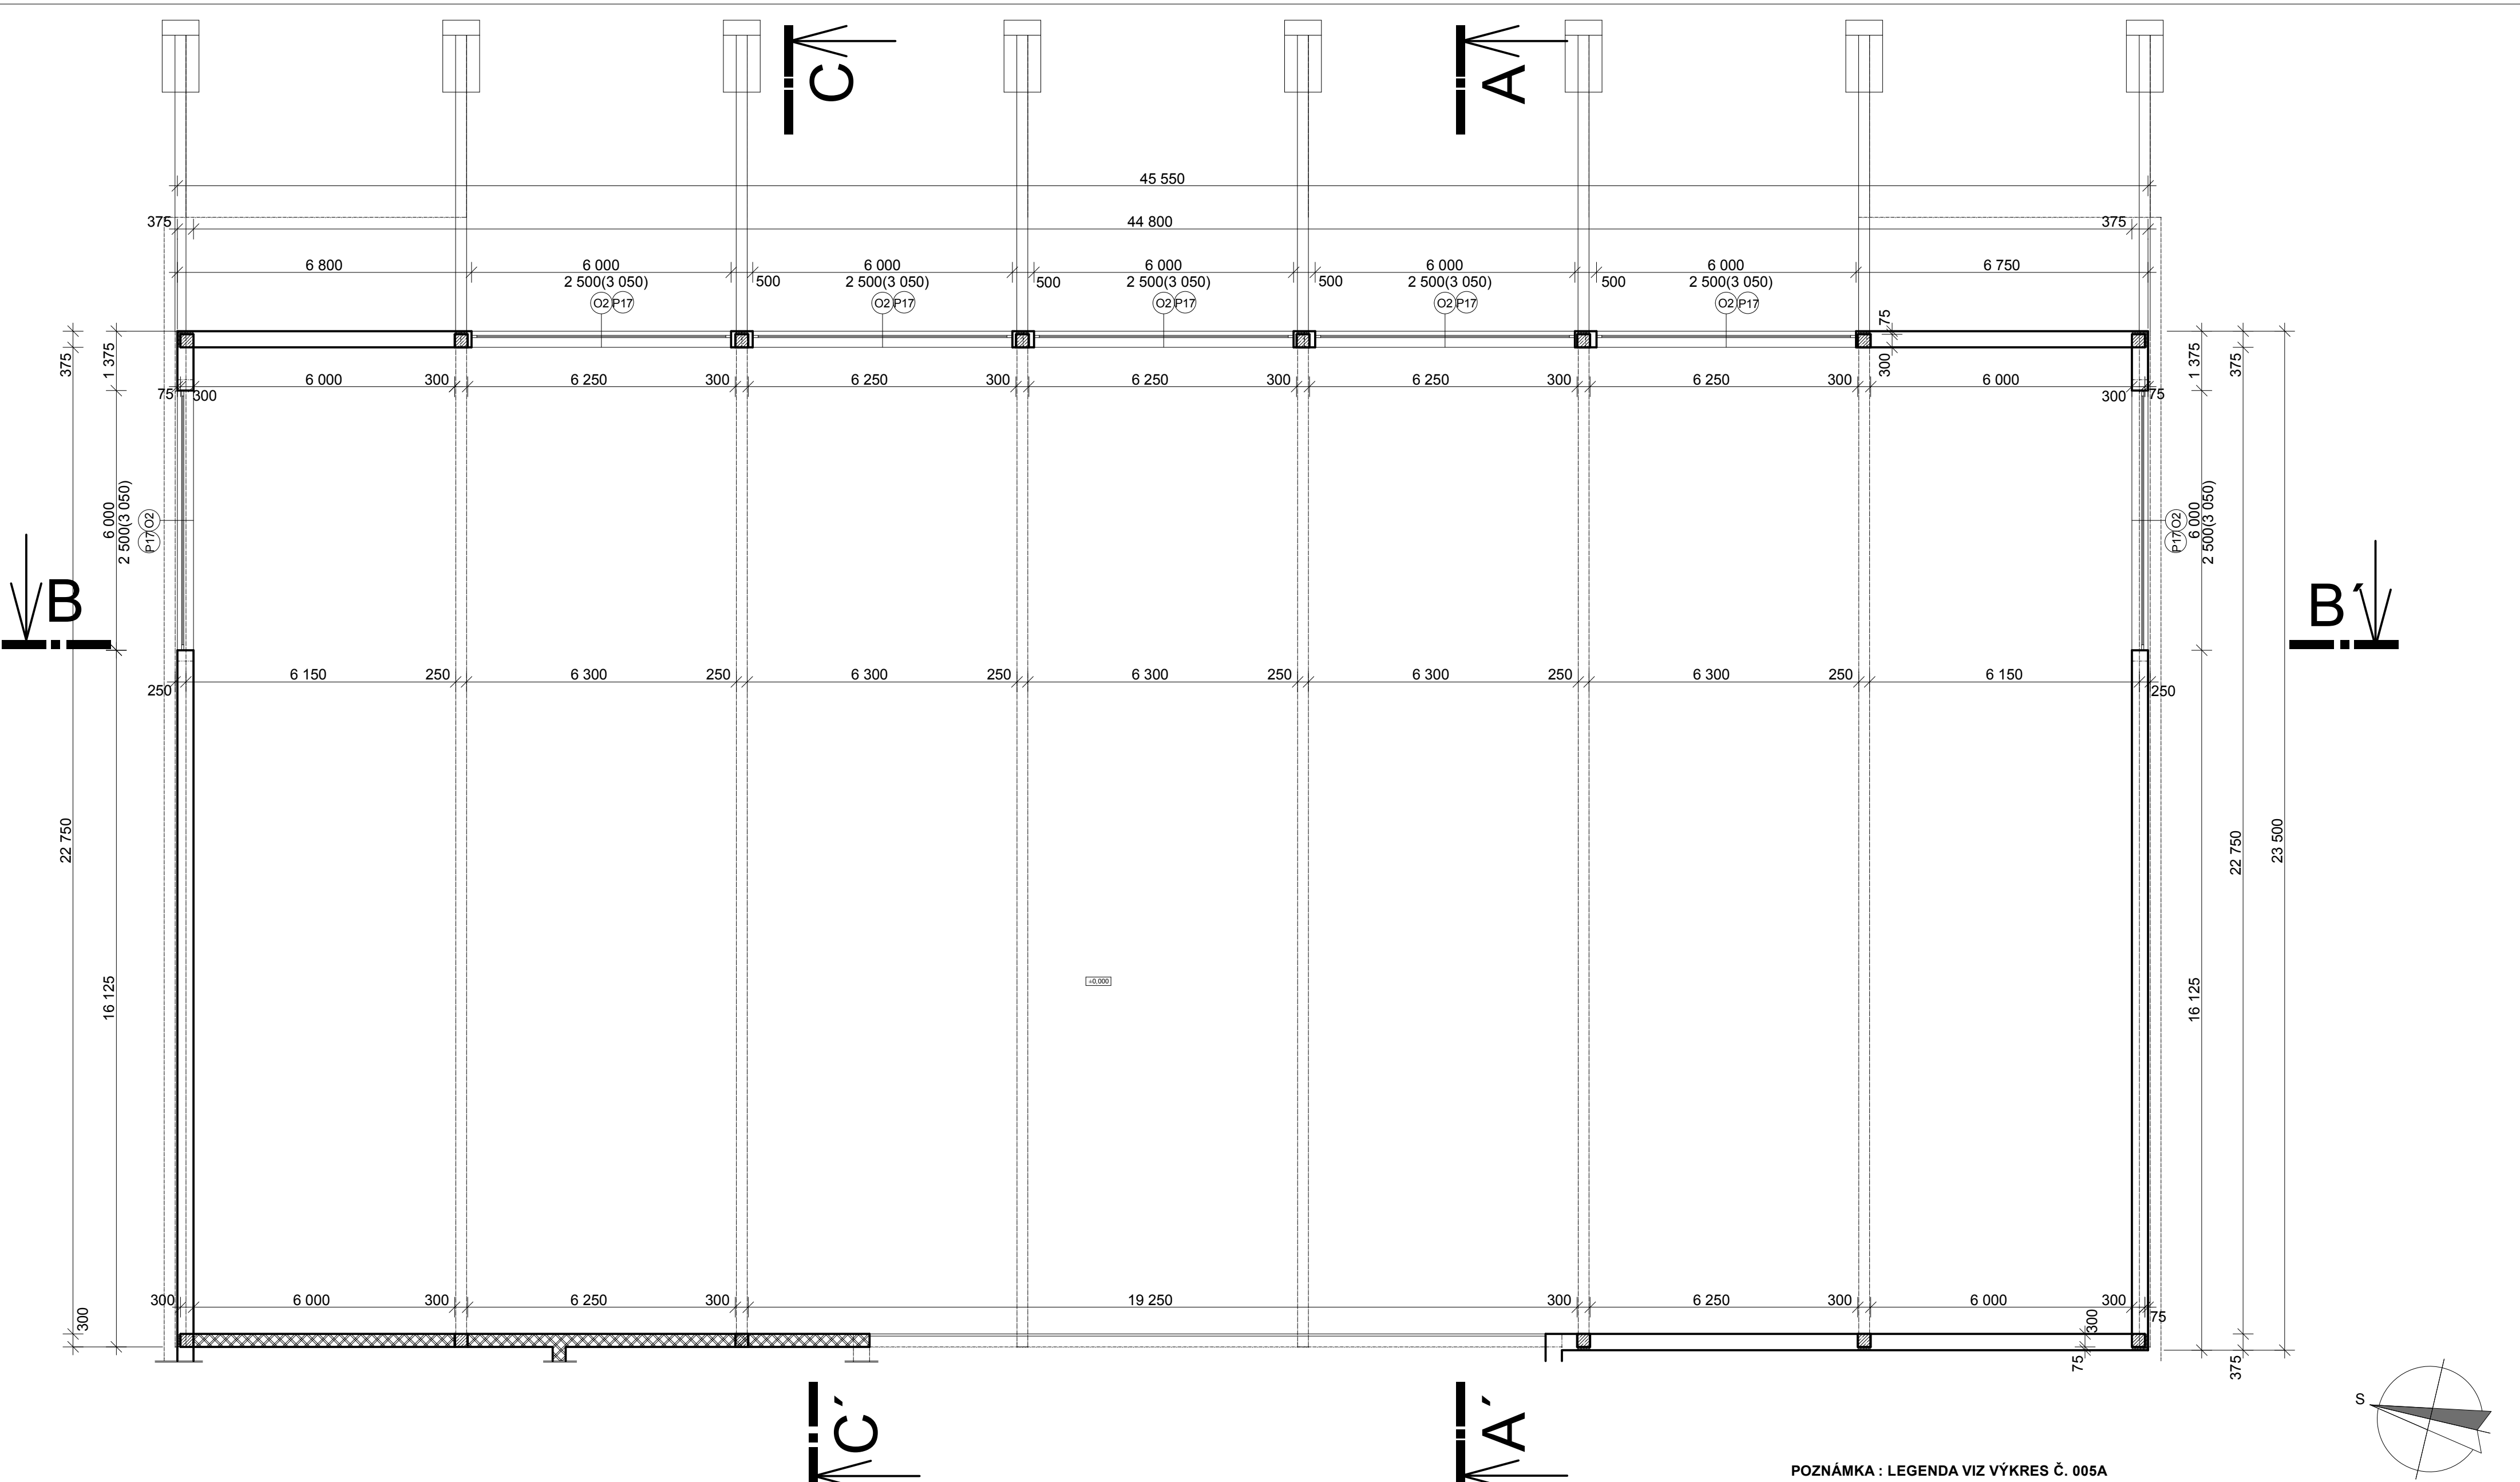 C
A
45 550
375
44 800
375
6 800
6 000
2 500(3 050)
O2
P17
500
6 000
2 500(3 050)
O2
P17
500
6 000
2 500(3 050)
O2
P17
500
6 000
2 500(3 050)
O2
P17
500
6 000
2 500(3 050)
O2
P17
6 750
75
300
375
1 375
1 375
375
75
300
6 000
300
6 250
300
6 250
300
6 250
300
6 250
300
6 250
300
6 000
300
75
6 000
2 500(3 050)
P17
O2
P17
O2
6 000
2 500(3 050)
B
B´
250
6 150
250
6 300
250
6 300
250
6 300
250
6 300
250
6 300
250
6 150
250
22 750
16 125
±0,000
16 125
22 750
23 500
300
300
6 000
300
6 250
300
19 250
300
6 250
300
6 000
300
75
300
75
375
C´
A´
S
POZNÁMKA : LEGENDA VIZ VÝKRES Č. 005A